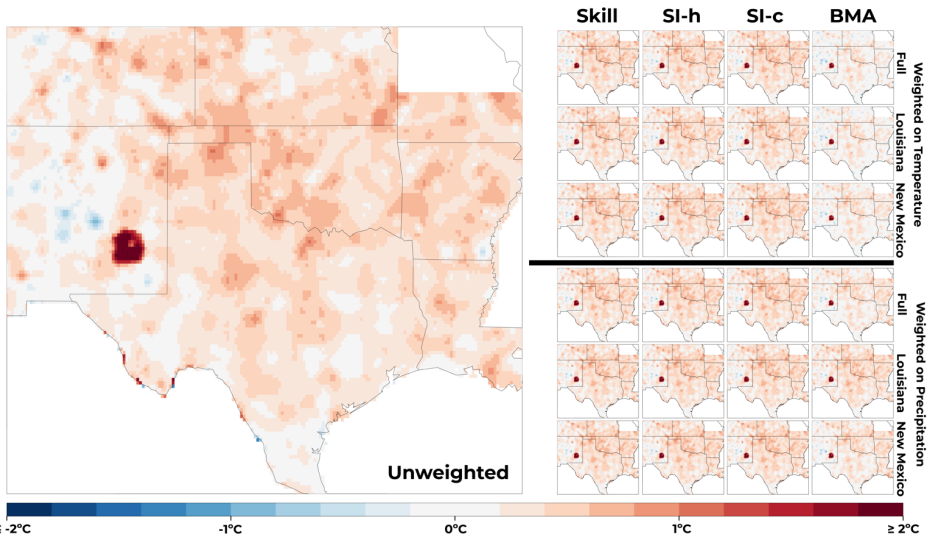 Skill SI-h SI-c BMA
Full
Louisiana
New Mexico
Weighted on Temperature
Full
Louisiana
New Mexico
Weighted on Precipitation
Unweighted
-2°C -1°C 0°C 1°C ≥ 2°C